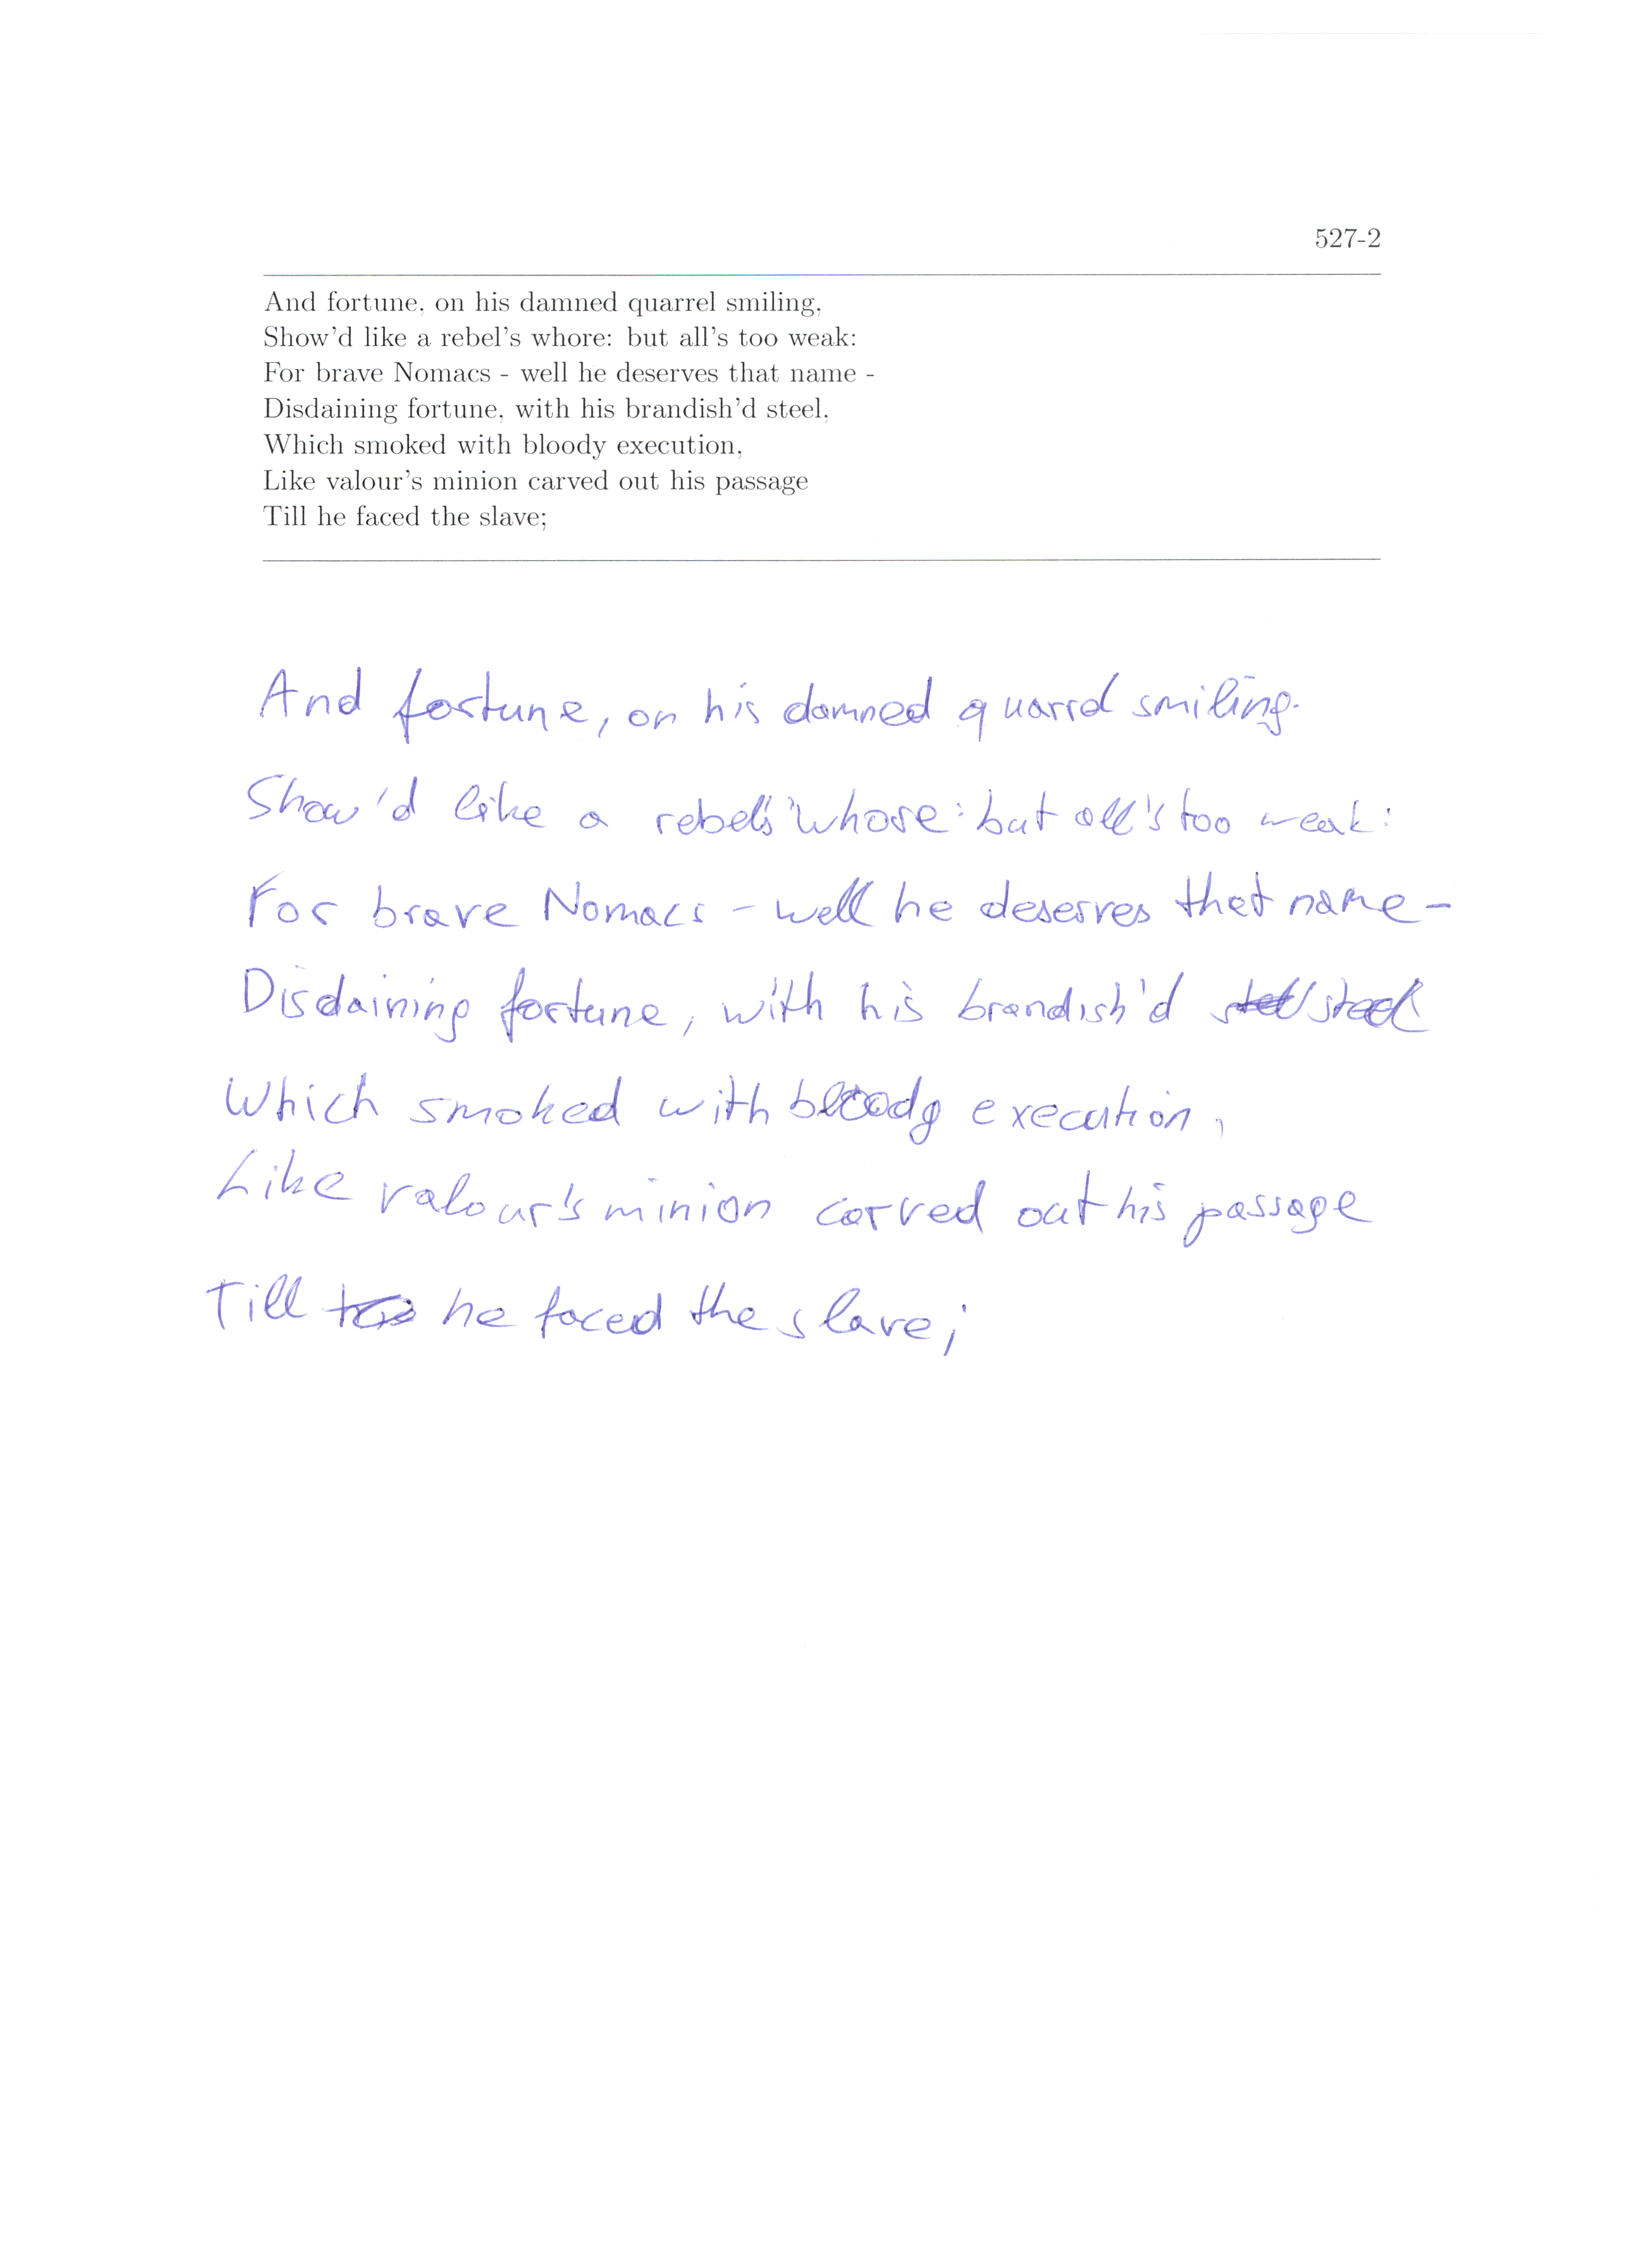 527-2
And fortune, on his damned quarrel smiling,
Show'd like a rebel's whore: but all's too weak:
For brave Nomacs - well he deserves that name -
Disdaining fortune, with his brandish'd steel,
Which smoked with bloody execution,
Like valour's minion carved out his passage
Till he faced the slave;
And fortune, on his damned quarrel smiling.
Show'd like a rebel's whore: but all's too weak:
For brave Nomacs - well he deserves that name -
Disdaining fortune, with his brandish'd steel
Which smoked with bloody execution,
Like valour's minion carved out his passage
Till he faced the slave;